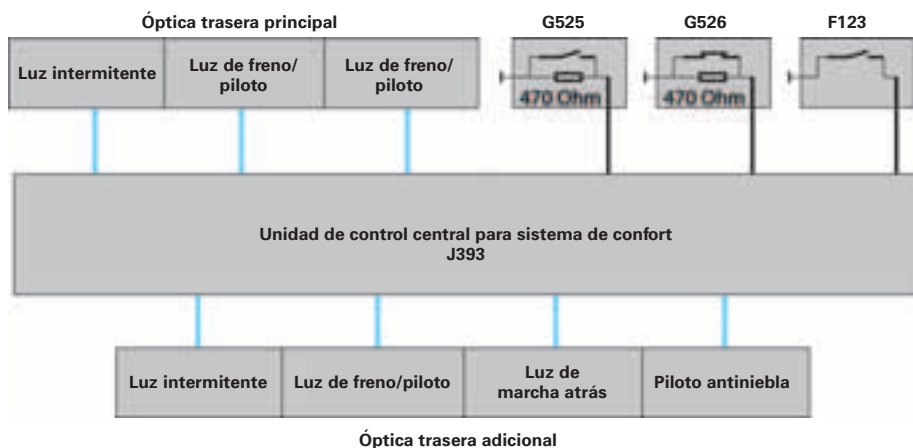 Óptica trasera principal
G525
G526
F123
Luz intermitente
Luz de freno/
piloto
Luz de freno/
piloto
470 Ohm
470 Ohm
Unidad de control central para sistema de confort
J393
Luz intermitente
Luz de freno/piloto
Luz de
marcha atrás
Piloto antiniebla
Óptica trasera adicional